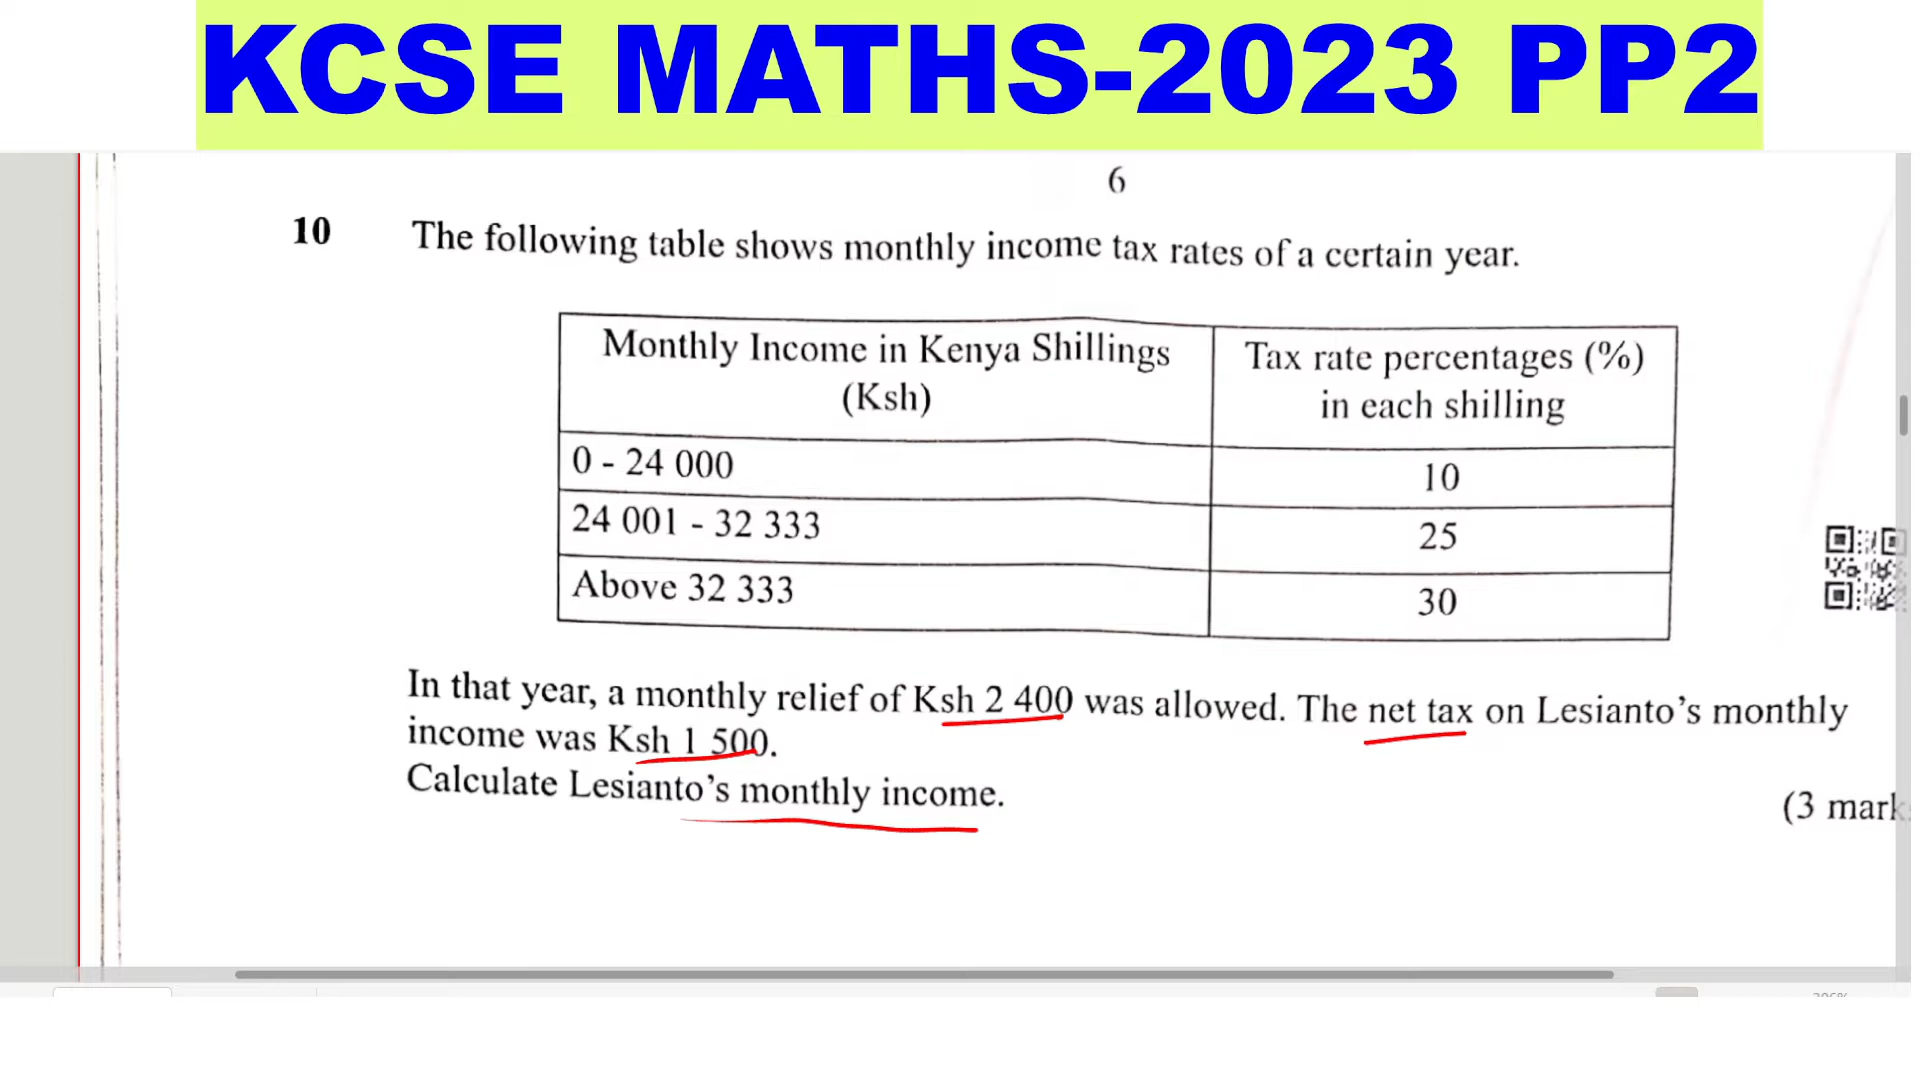 KCSE MATHS-2023 PP2
6
10 The following table shows monthly income tax rates of a certain year.
Monthly Income in Kenya Shillings (Ksh)
Tax rate percentages (%) in each shilling
0 - 24 000 10
24 001 - 32 333 25
Above 32 333 30
In that year, a monthly relief of Ksh 2 400 was allowed. The net tax on Lesianto's monthly
income was Ksh 1 500.
Calculate Lesianto's monthly income.
(3 mark